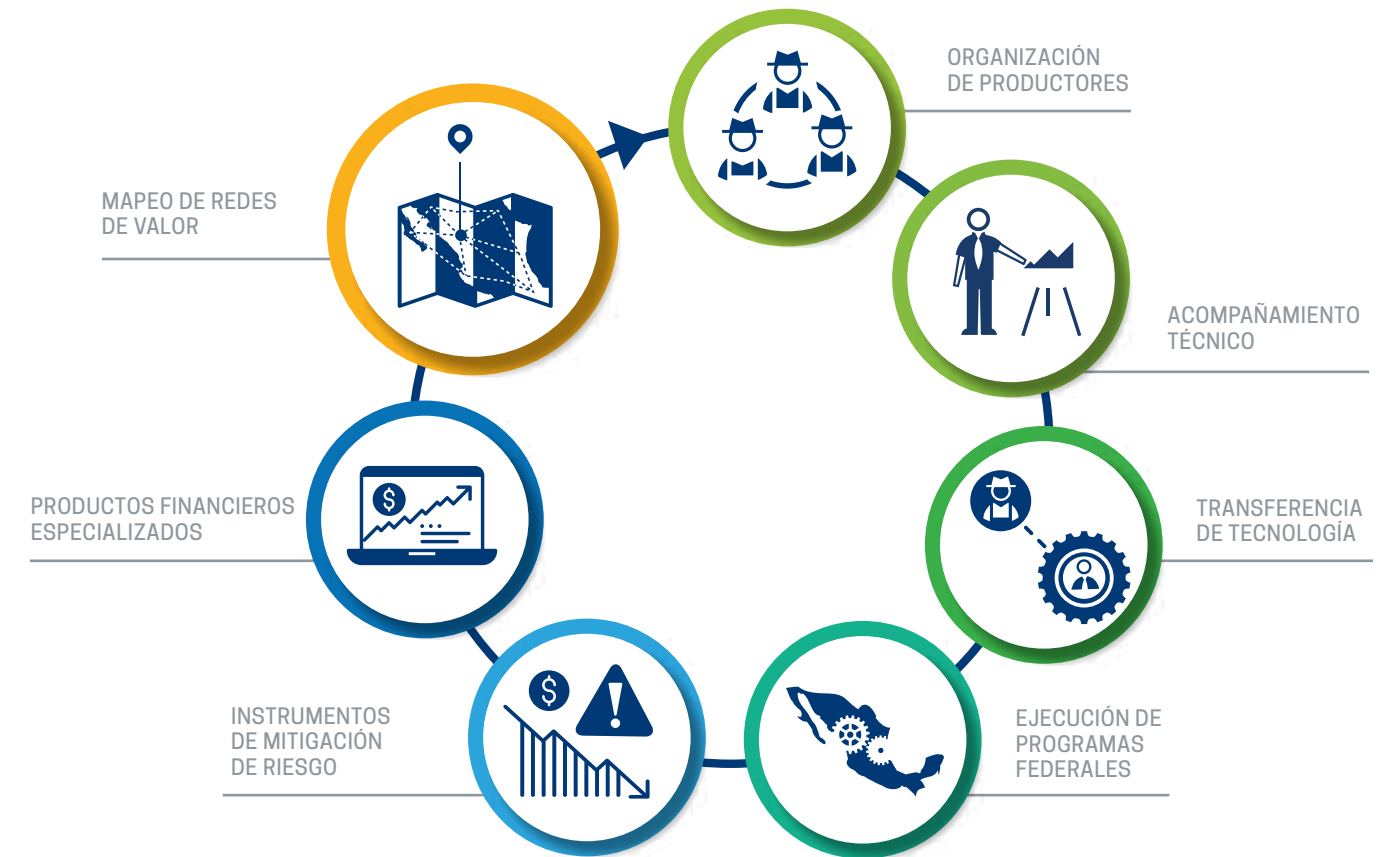 ORGANIZACIÓN
DE PRODUCTORES
MAPEO DE REDES
DE VALOR
ACOMPAÑAMIENTO
TÉCNICO
PRODUCTOS FINANCIEROS
ESPECIALIZADOS
TRANSFERENCIA
DE TECNOLOGÍA
INSTRUMENTOS
DE MITIGACIÓN
DE RIESGO
EJECUCIÓN DE
PROGRAMAS
FEDERALES